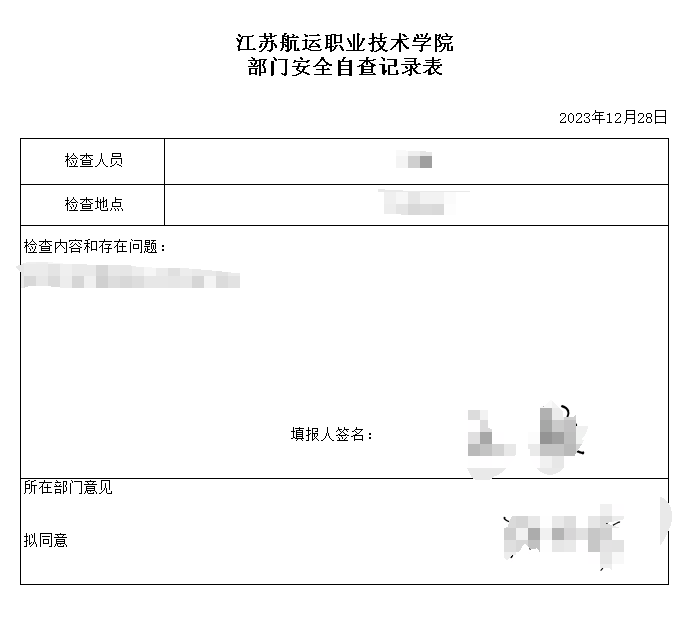 江苏航运职业技术学院
部门安全自查记录表
2023年12月28日
检查人员
检查地点
检查内容和存在问题：
填报人签名：
所在部门意见
拟同意